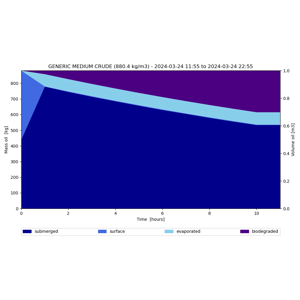 GENERIC MEDIUM CRUDE (880.4 kg/m3) - 2024-03-24 11:55 to 2024-03-24 22:55
800
700
600
500
400
300
200
100
0
Mass oil [kg]
1.0
0.8
0.6
0.4
0.2
0.0
Volume oil [m3]
0 2 4 6 8 10
Time [hours]
submerged surface evaporated biodegraded